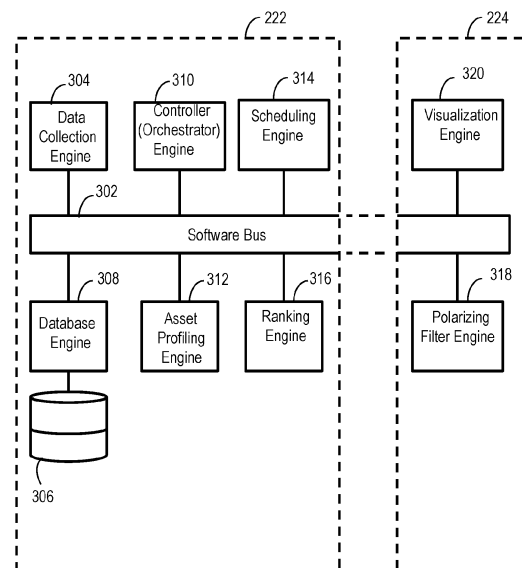 222
224
304
310
314
320
Data
Collection
Engine
Controller
(Orchestrator)
Engine
Scheduling
Engine
Visualization
Engine
302
Software Bus
308
312
316
318
Database
Engine
Asset
Profiling
Engine
Ranking
Engine
Polarizing
Filter Engine
306